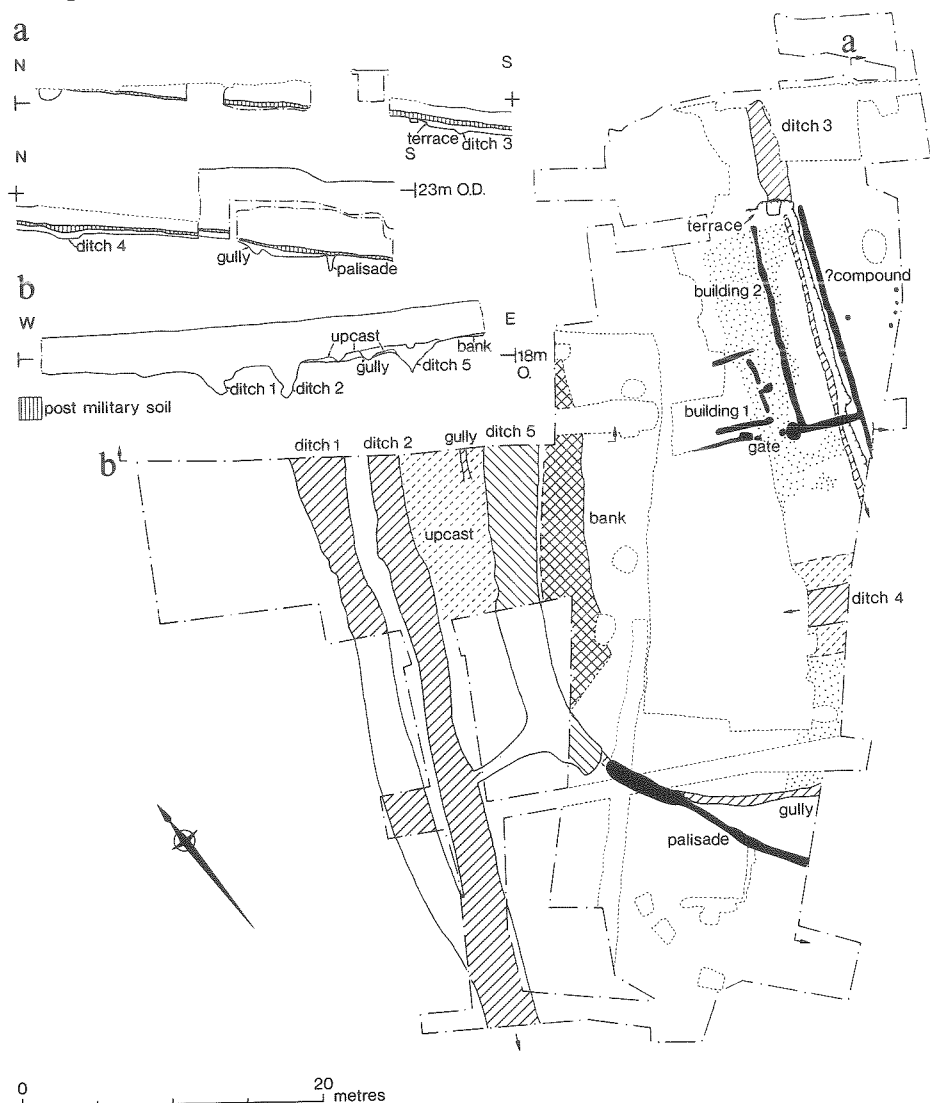 a
N
S
terrace
ditch 3
S
N
23m O.D.
ditch 4
gully
palisade
b
W
E
upcast
bank
gully
18m
O.
ditch 5
ditch 1
ditch 2
post military soil
a
ditch 3
terrace
?compound
building 2
building 1
gate
b
ditch 1
ditch 2
gully
ditch 5
upcast
bank
ditch 4
gully
palisade
0
20
metres